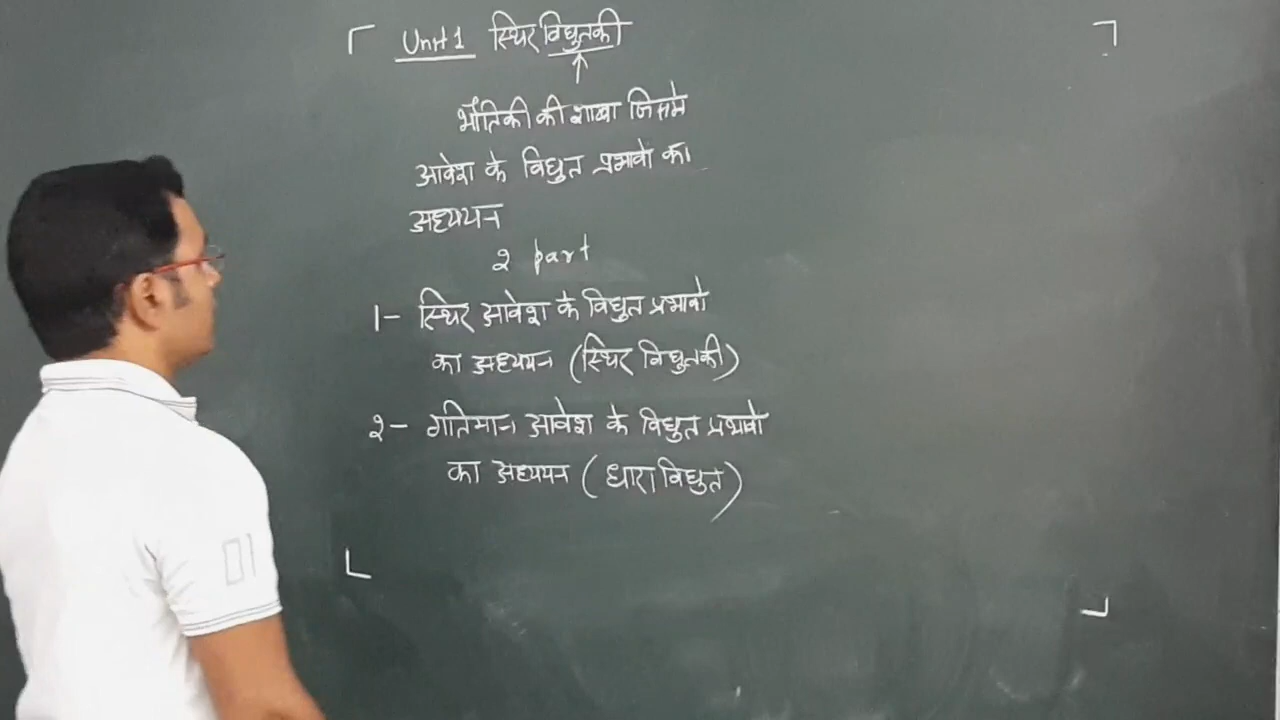 Unit 1 स्थिर विद्युतकी
भौतिकी की शाखा जिसमे
आवेश के विद्युत प्रभावो का
अध्ययन
2 part
1- स्थिर आवेश के विद्युत प्रभावो
का अध्ययन (स्थिर विद्युतकी)
2- गतिमान आवेश के विद्युत प्रभावो
का अध्ययन (धारा विद्युत)
01